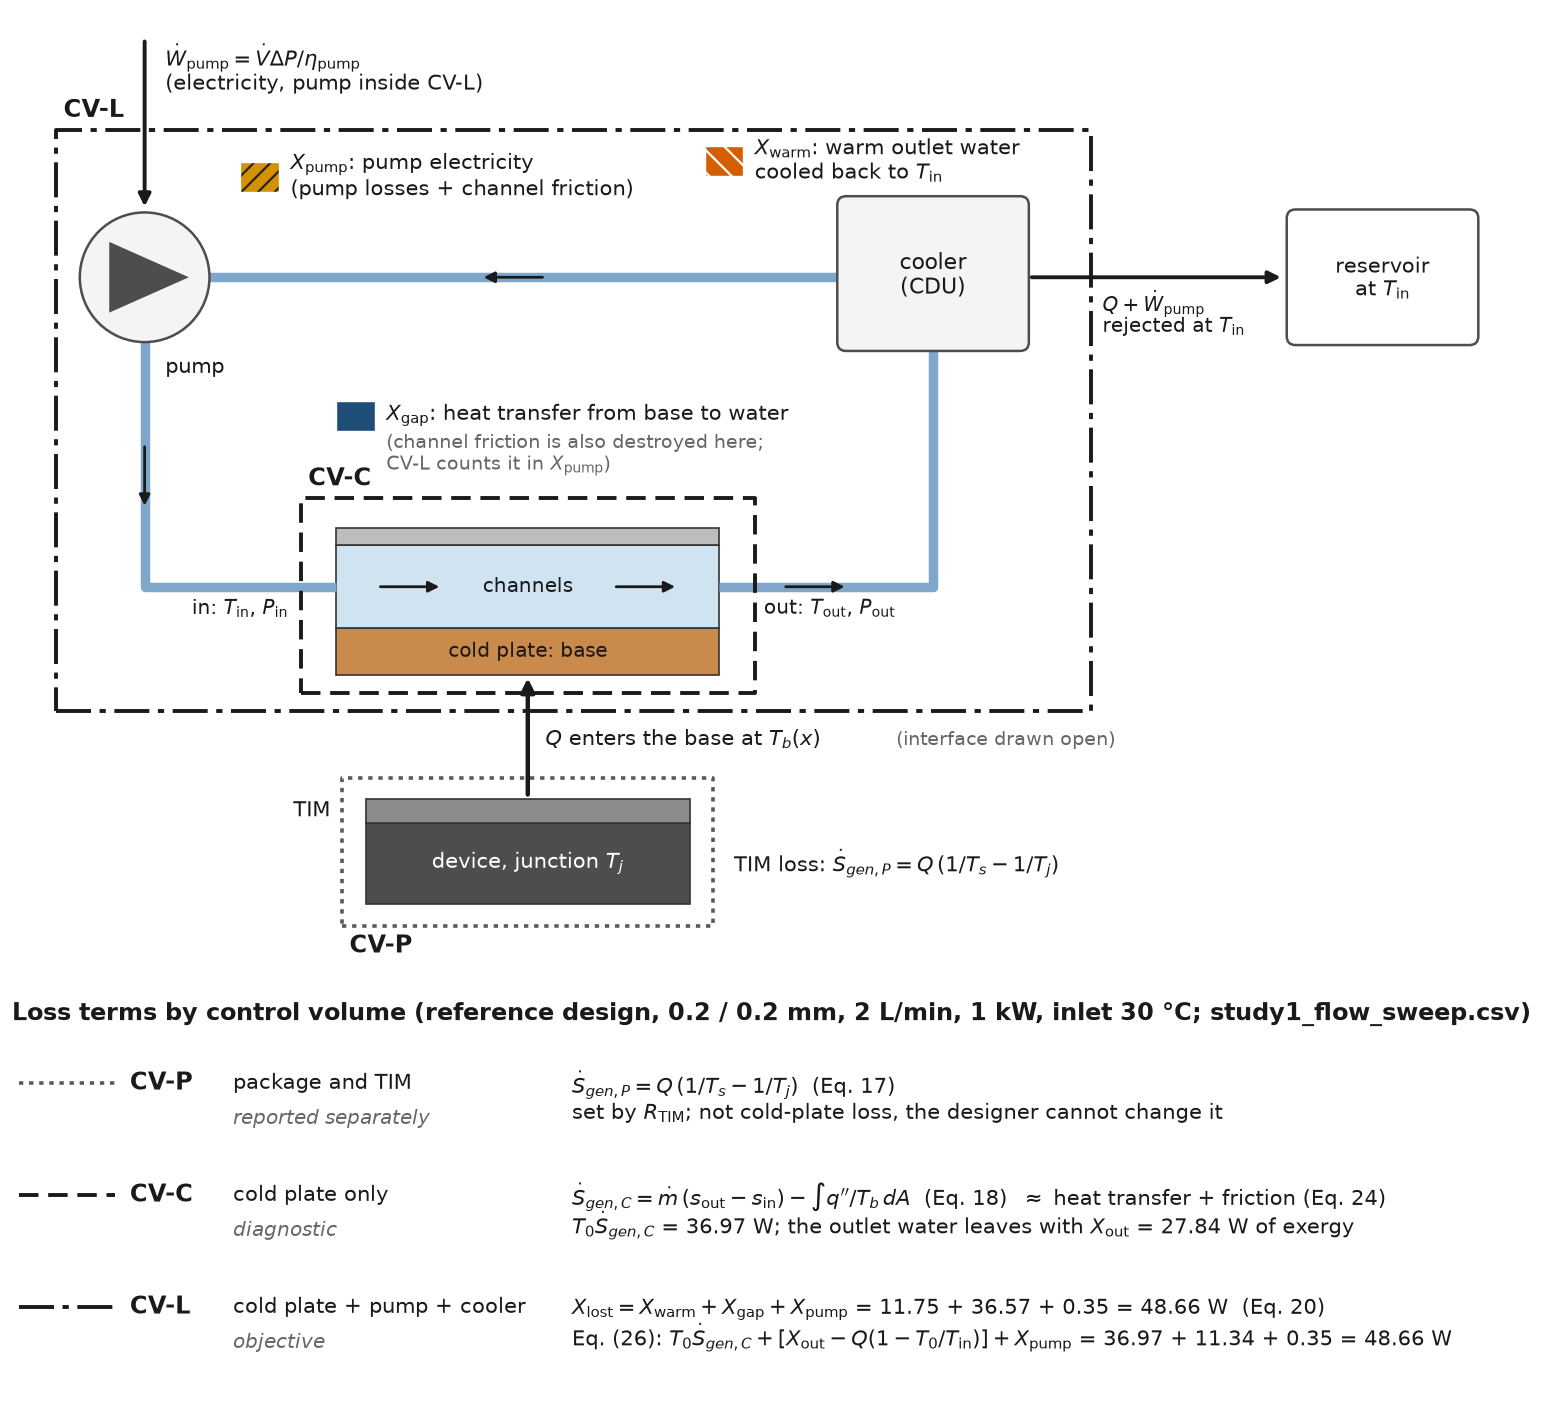 Ẇpump = V̇ΔP/ηpump
(electricity, pump inside CV-L)
CV-L
Xpump: pump electricity
(pump losses + channel friction)
Xwarm: warm outlet water
cooled back to Tin
cooler
(CDU)
reservoir
at Tin
Q + Ẇpump
rejected at Tin
pump
Xgap: heat transfer from base to water
(channel friction is also destroyed here;
CV-L counts it in Xpump)
CV-C
channels
in: Tin, Pin
out: Tout, Pout
cold plate: base
Q enters the base at Tb(x)
(interface drawn open)
TIM
device, junction Tj
TIM loss: Ṡgen,P = Q (1/Ts − 1/Tj)
CV-P
Loss terms by control volume (reference design, 0.2 / 0.2 mm, 2 L/min, 1 kW, inlet 30 °C; study1_flow_sweep.csv)
CV-P package and TIM Ṡgen,P = Q (1/Ts − 1/Tj) (Eq. 17)
reported separately set by RTIM; not cold-plate loss, the designer cannot change it
CV-C cold plate only Ṡgen,C = ṁ (sout − sin) − ∫q″/Tb dA (Eq. 18) ≈ heat transfer + friction (Eq. 24)
diagnostic T0Ṡgen,C = 36.97 W; the outlet water leaves with Xout = 27.84 W of exergy
CV-L cold plate + pump + cooler Xlost = Xwarm + Xgap + Xpump = 11.75 + 36.57 + 0.35 = 48.66 W (Eq. 20)
objective Eq. (26): T0Ṡgen,C + [Xout − Q(1 − T0/Tin)] + Xpump = 36.97 + 11.34 + 0.35 = 48.66 W